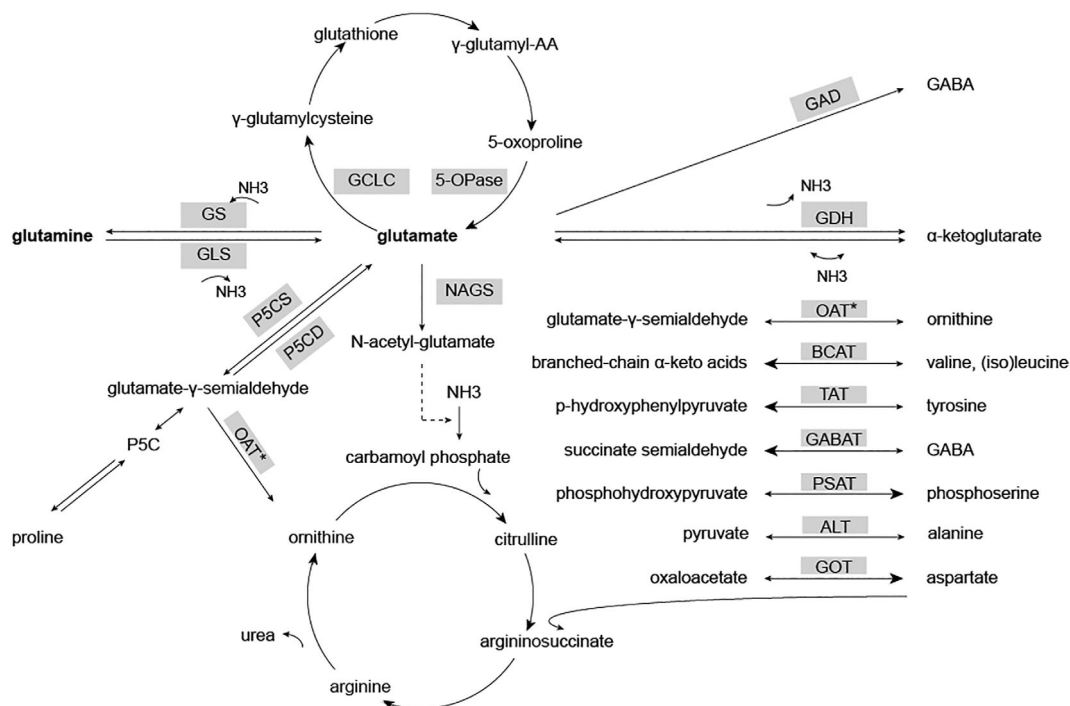 glutathione
γ-glutamyl-AA
γ-glutamylcysteine
5-oxoproline
GCLC
5-OPase
GAD
GABA
NH3
GS
glutamine
GLS
NH3
glutamate
NH3
GDH
α-ketoglutarate
NH3
P5CS
P5CD
NAGS
N-acetyl-glutamate
glutamate-γ-semialdehyde
NH3
P5C
OAT*
carbamoyl phosphate
proline
ornithine
citrulline
argininosuccinate
urea
arginine
glutamate-γ-semialdehyde OAT* ornithine
branched-chain α-keto acids BCAT valine, (iso)leucine
p-hydroxyphenylpyruvate TAT tyrosine
succinate semialdehyde GABAT GABA
phosphohydroxypyruvate PSAT phosphoserine
pyruvate ALT alanine
oxaloacetate GOT aspartate